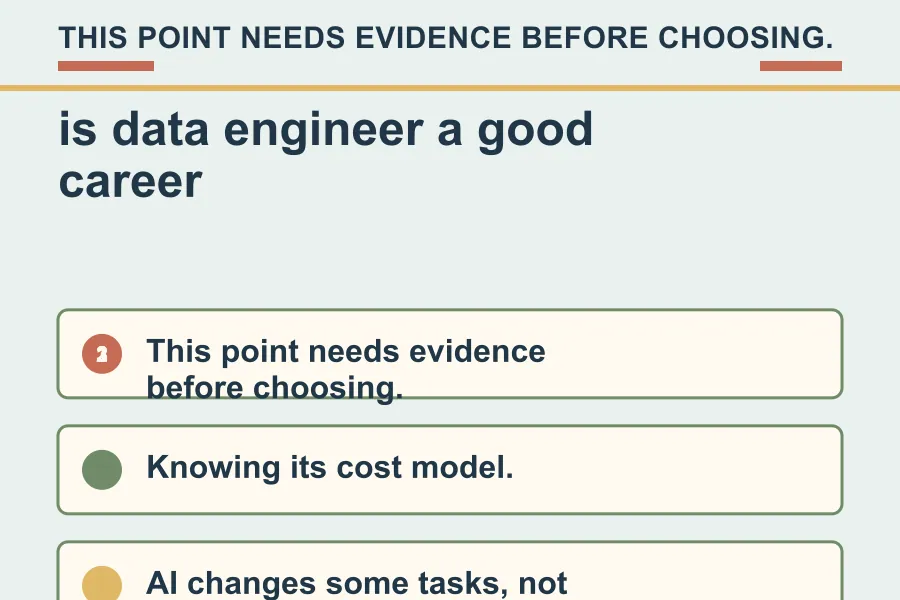 THIS POINT NEEDS EVIDENCE BEFORE CHOOSING.
is data engineer a good
career
This point needs evidence
before choosing.
Knowing its cost model.
AI changes some tasks, not